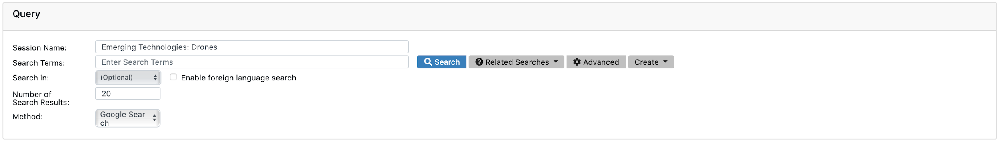 Query
Session Name: Emerging Technologies: Drones
Search Terms: Enter Search Terms Search Related Searches Advanced Create
Search in: (Optional) Enable foreign language search
Number of 20
Search Results:
Method: Google Sear
ch